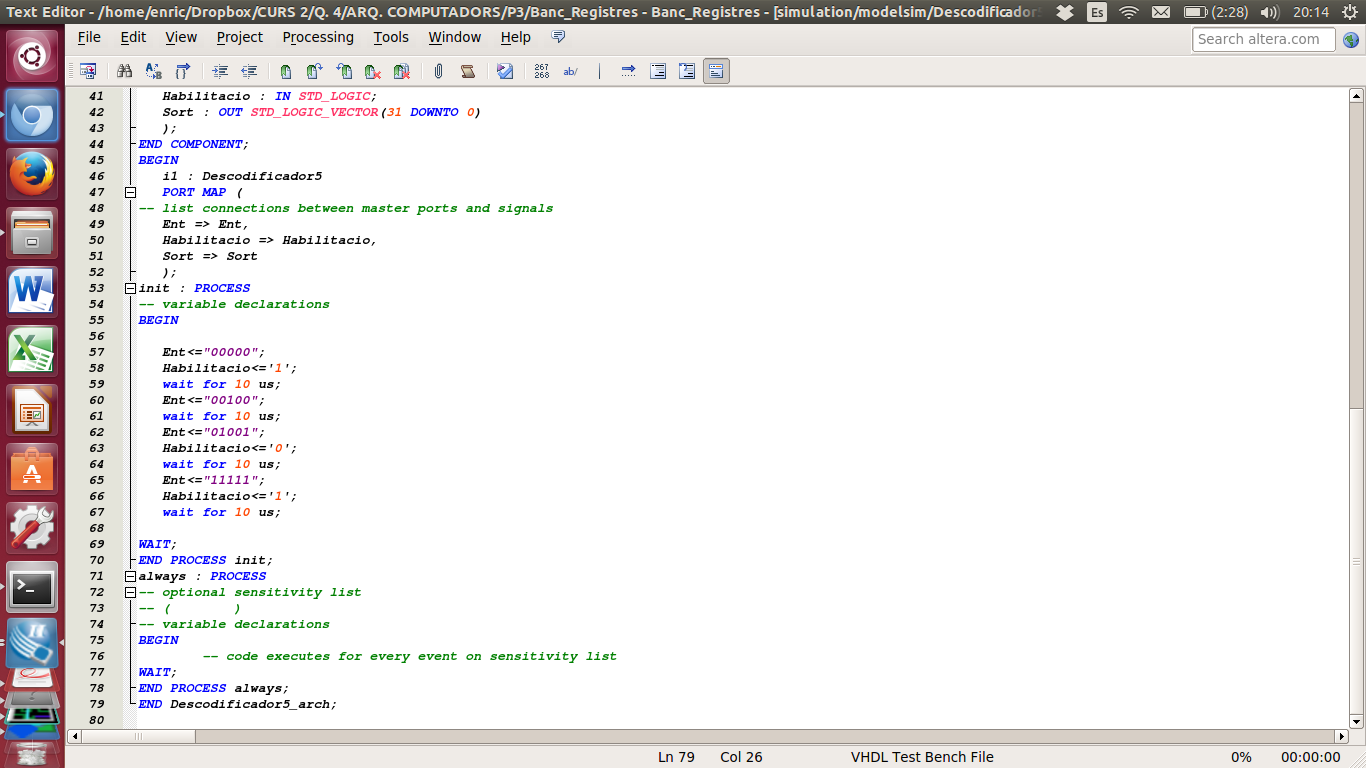 Text Editor - /home/enric/Dropbox/CURS 2/Q. 4/ARQ. COMPUTADORS/P3/Banc_Registres - Banc_Registres - [simulation/modelsim/Descodificador
Es
(2:28)
20:14
File Edit View Project Processing Tools Window Help
Search altera.com
267
268
ab/
41 Habilitacio : IN STD_LOGIC;
42 Sort : OUT STD_LOGIC_VECTOR(31 DOWNTO 0)
43 );
44 END COMPONENT;
45 BEGIN
46 i1 : Descodificador5
47 PORT MAP (
48 -- list connections between master ports and signals
49 Ent => Ent,
50 Habilitacio => Habilitacio,
51 Sort => Sort
52 );
53 init : PROCESS
54 -- variable declarations
55 BEGIN
56
57 Ent<="00000";
58 Habilitacio<='1';
59 wait for 10 us;
60 Ent<="00100";
61 wait for 10 us;
62 Ent<="01001";
63 Habilitacio<='0';
64 wait for 10 us;
65 Ent<="11111";
66 Habilitacio<='1';
67 wait for 10 us;
68
69 WAIT;
70 END PROCESS init;
71 always : PROCESS
72 -- optional sensitivity list
73 -- (        )
74 -- variable declarations
75 BEGIN
76 -- code executes for every event on sensitivity list
77 WAIT;
78 END PROCESS always;
79 END Descodificador5_arch;
80
Ln 79 Col 26 VHDL Test Bench File 0% 00:00:00